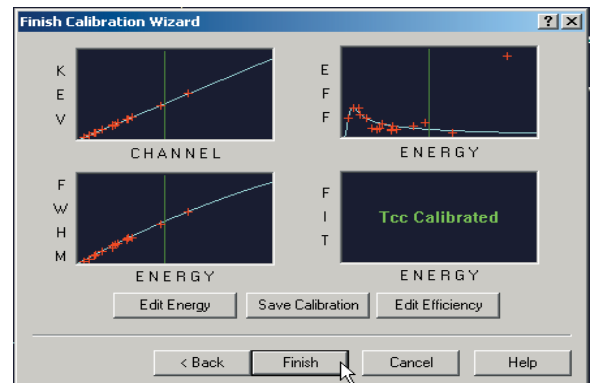 Finish Calibration Wizard
K E V
CHANNEL
E F F
ENERGY
F W H M
ENERGY
F I T
Tcc Calibrated
ENERGY
Edit Energy
Save Calibration
Edit Efficiency
< Back
Finish
Cancel
Help